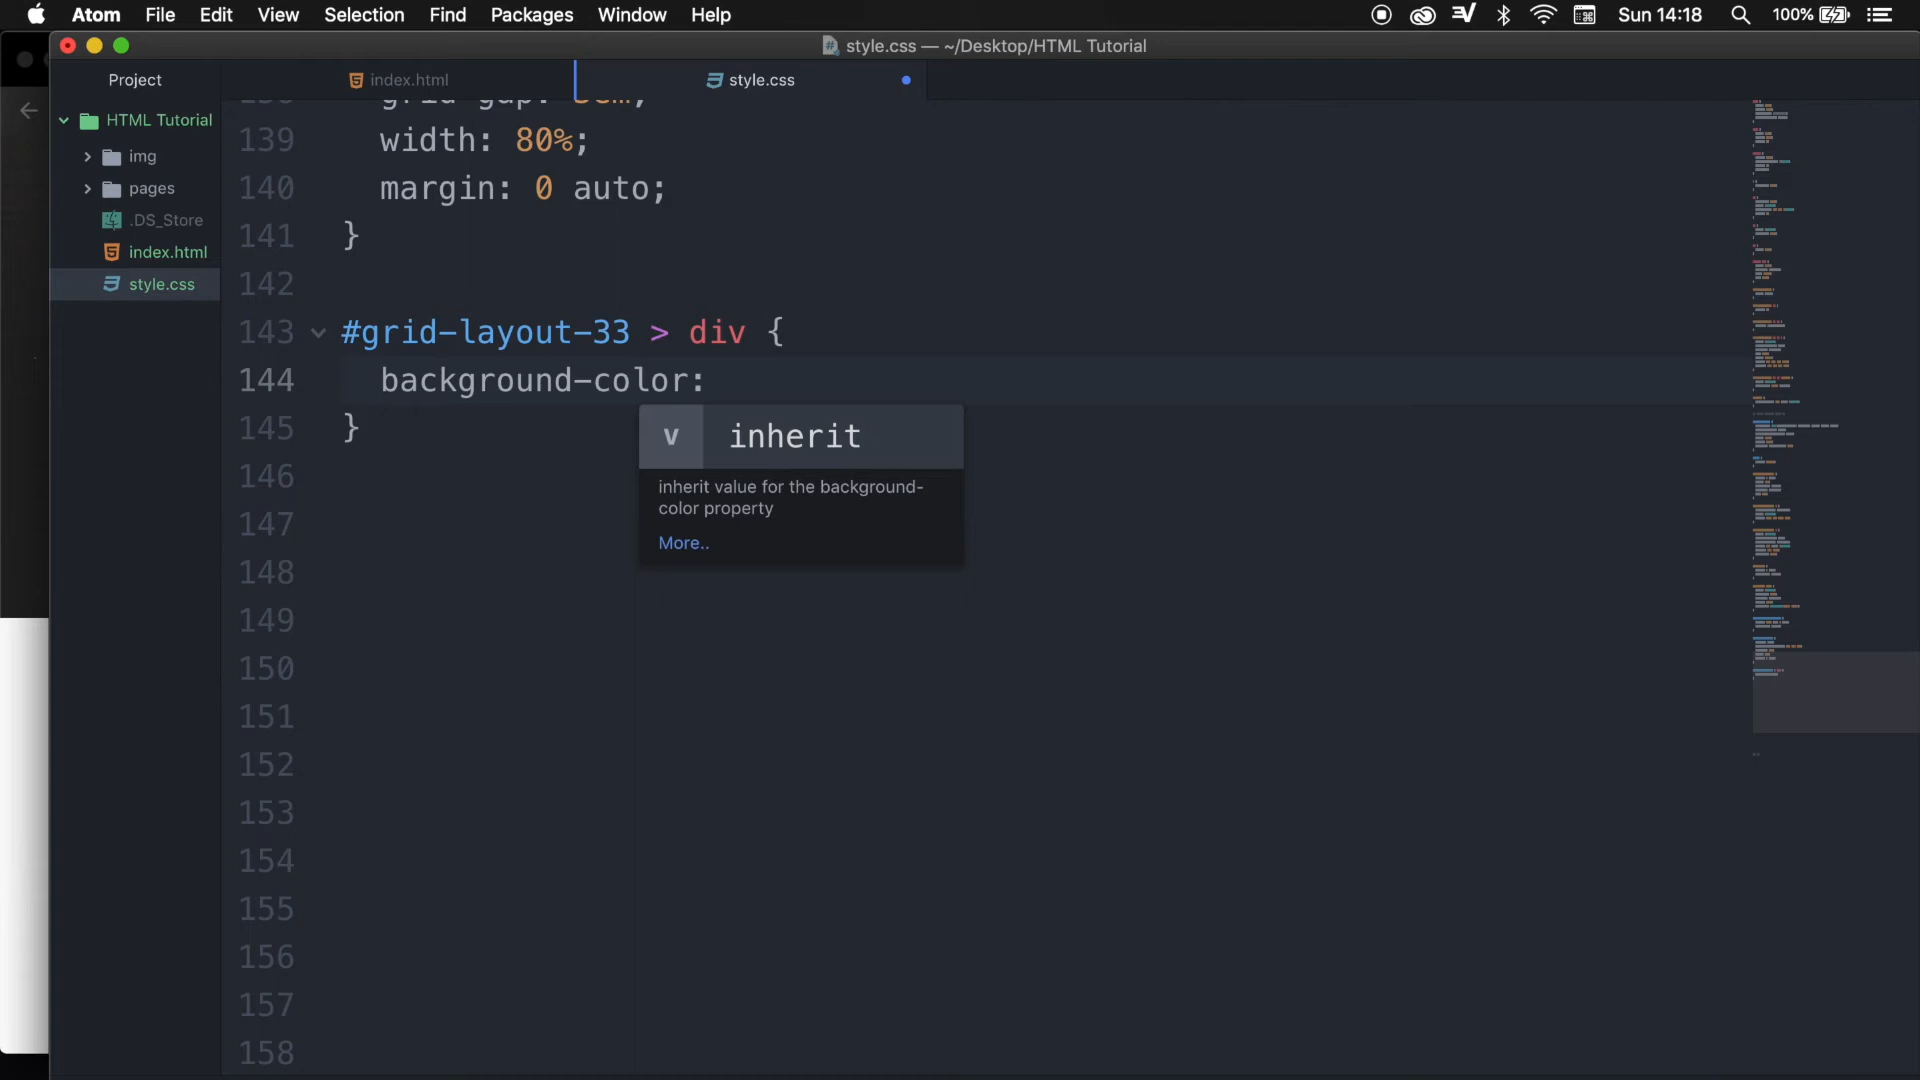 Atom File Edit View Selection Find Packages Window Help Sun 14:18 100%
style.css — ~/Desktop/HTML Tutorial
Project index.html style.css
HTML Tutorial
img
pages
.DS_Store
index.html
style.css
139 width: 80%;
140 margin: 0 auto;
141 }
142
143 #grid-layout-33 > div {
144 background-color:
145 }
v inherit
inherit value for the background-
color property
More..
146
147
148
149
150
151
152
153
154
155
156
157
158